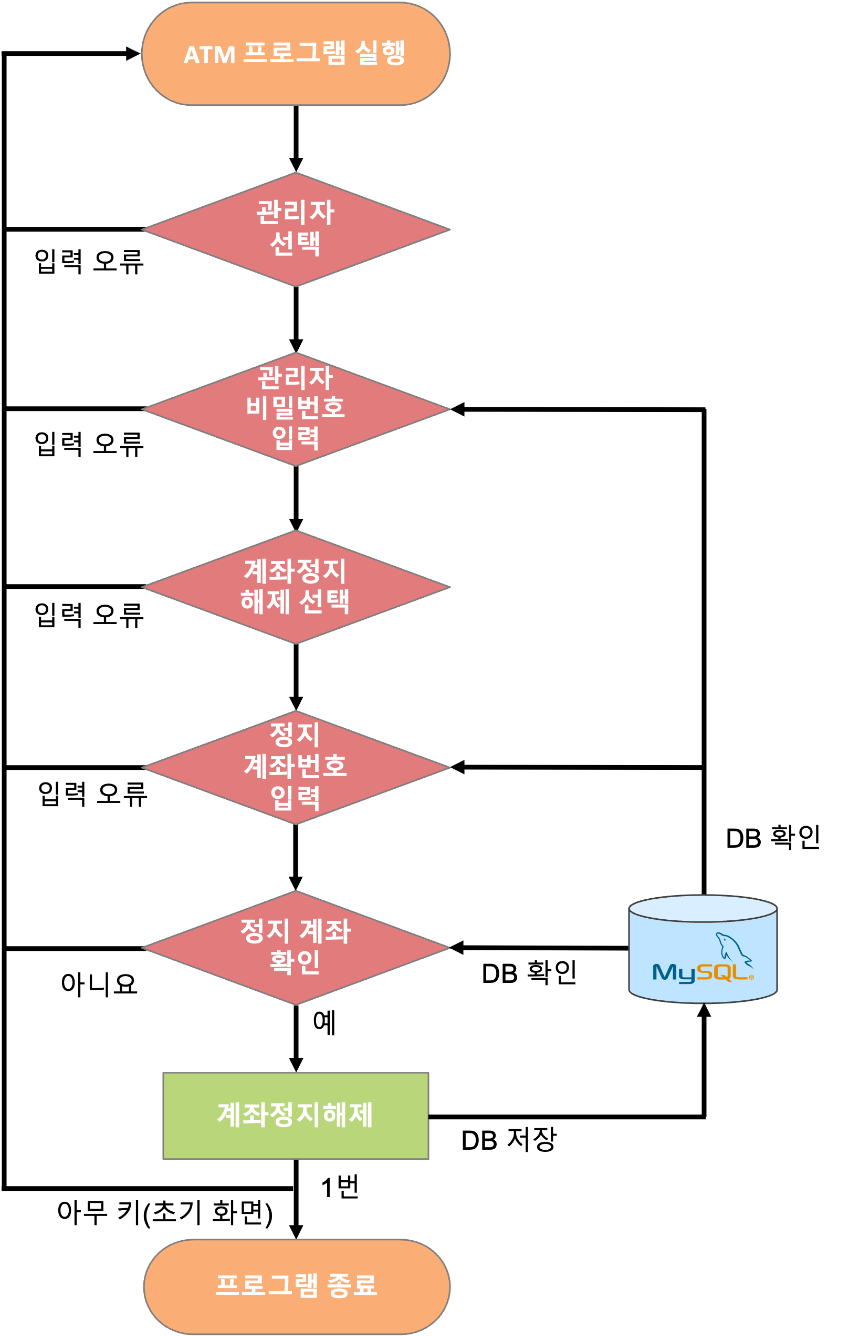 ATM 프로그램 실행
관리자
선택
입력 오류
관리자
비밀번호
입력
입력 오류
계좌정지
해제 선택
입력 오류
정지
계좌번호
입력
입력 오류
DB 확인
정지 계좌
확인
아니요
DB 확인
MySQL®
예
계좌정지해제
DB 저장
1번
아무 키(초기 화면)
프로그램 종료